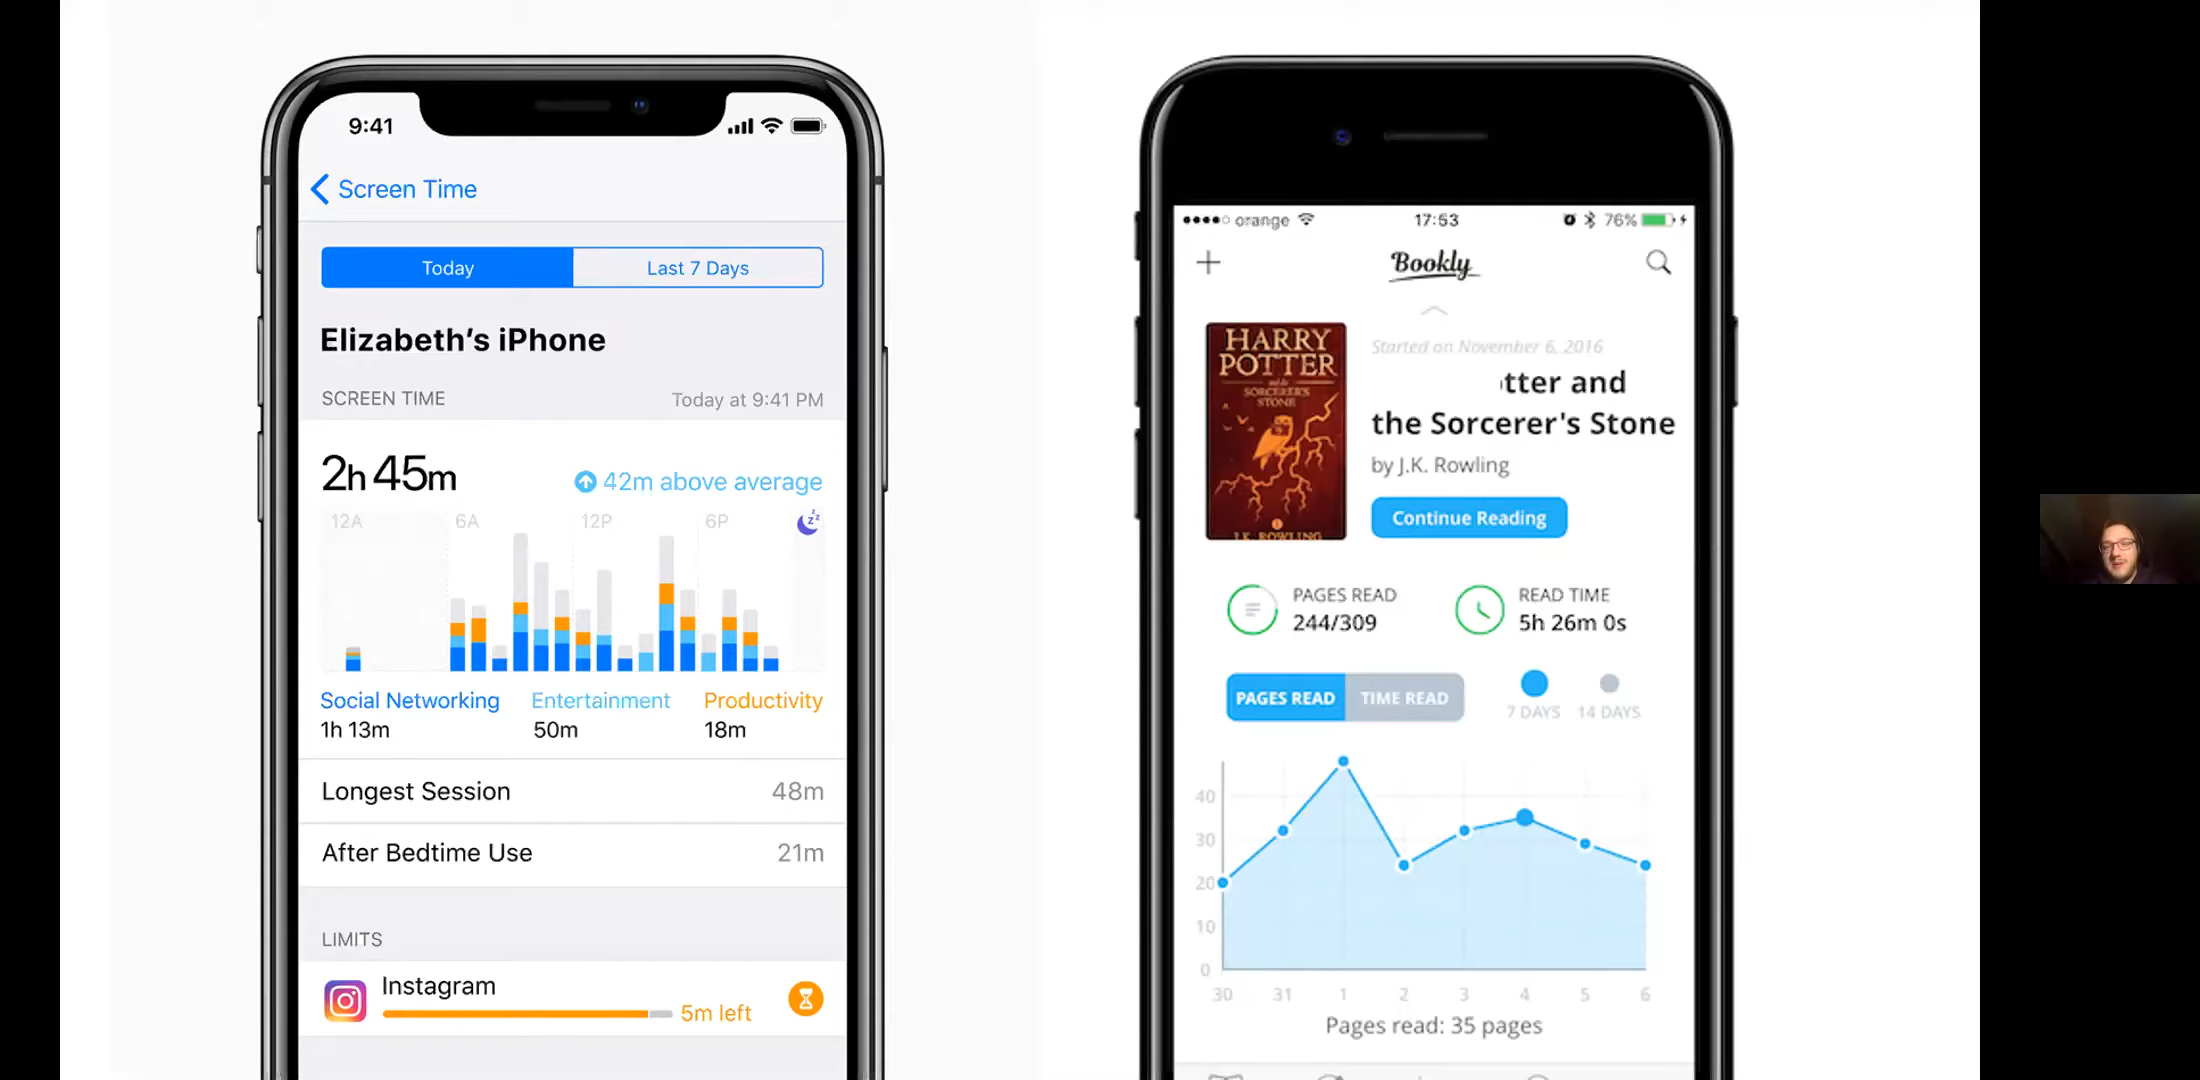 9:41
Screen Time
Today
Last 7 Days
Elizabeth’s iPhone
SCREEN TIME
Today at 9:41 PM
2h 45m
42m above average
12A
6A
12P
6P
Social Networking
Entertainment
Productivity
1h 13m
50m
18m
Longest Session
48m
After Bedtime Use
21m
LIMITS
Instagram
5m left
orange
17:53
76%
Bookly
HARRY
POTTER
and the
SORCERER'S
STONE
J.K. ROWLING
Started on November 6, 2016
tter and
the Sorcerer's Stone
by J.K. Rowling
Continue Reading
PAGES READ
244/309
READ TIME
5h 26m 0s
PAGES READ
TIME READ
7 DAYS
14 DAYS
40
30
20
10
0
30 31 1 2 3 4 5 6
Pages read: 35 pages